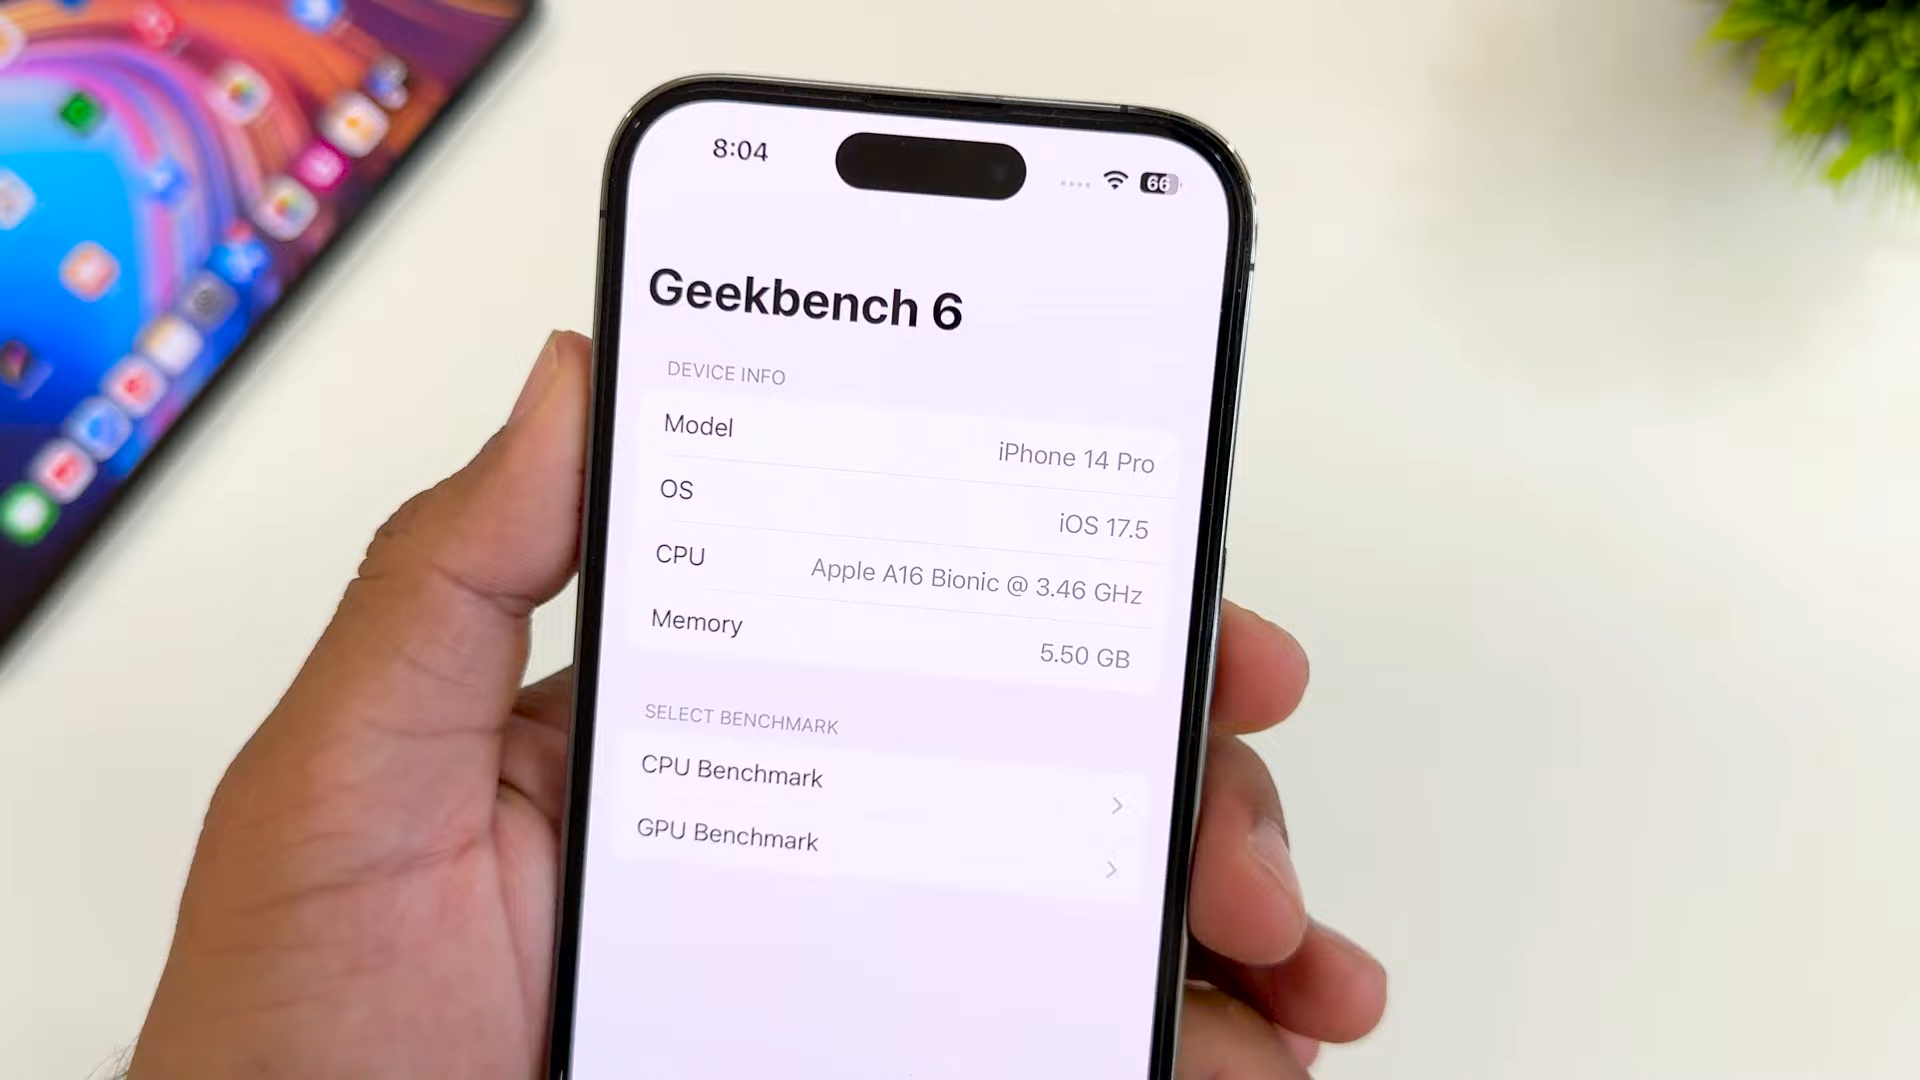 8:04
66
Geekbench 6
DEVICE INFO
Model iPhone 14 Pro
OS iOS 17.5
CPU Apple A16 Bionic @ 3.46 GHz
Memory 5.50 GB
SELECT BENCHMARK
CPU Benchmark
GPU Benchmark